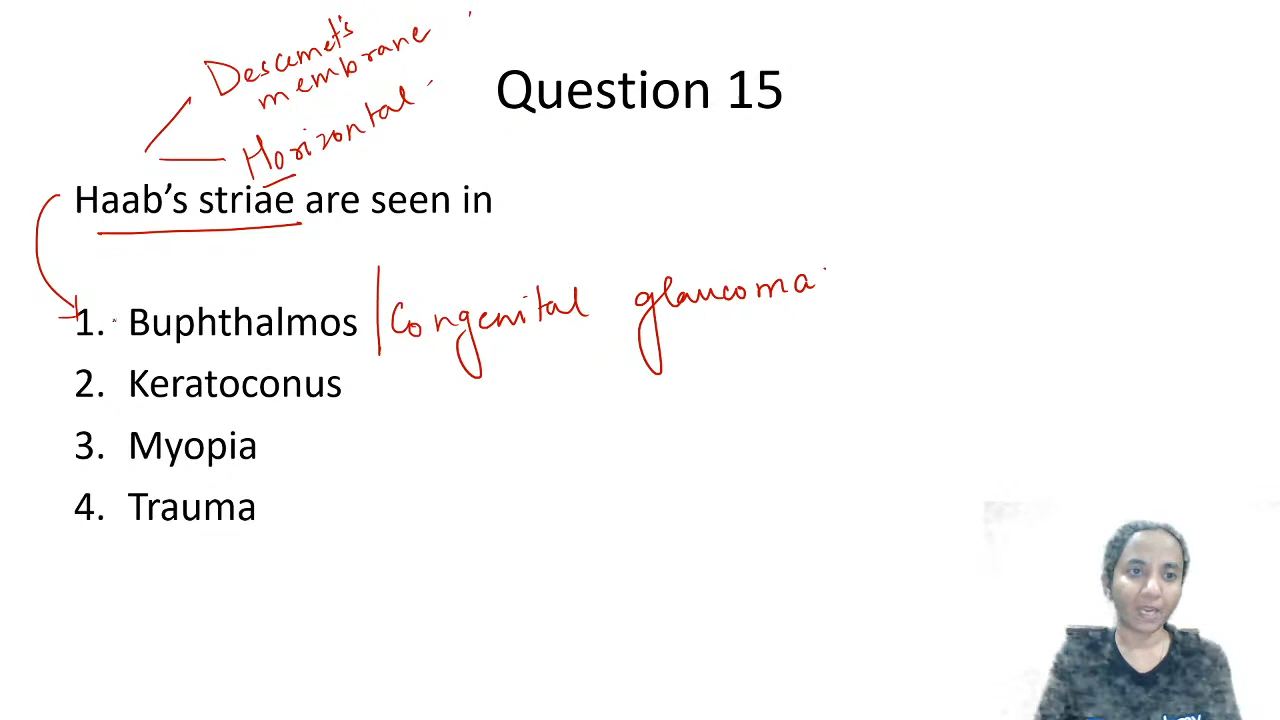 Descemet's
membrane
Horizontal
Question 15
Haab's striae are seen in
1. Buphthalmos / Congenital glaucoma
2. Keratoconus
3. Myopia
4. Trauma